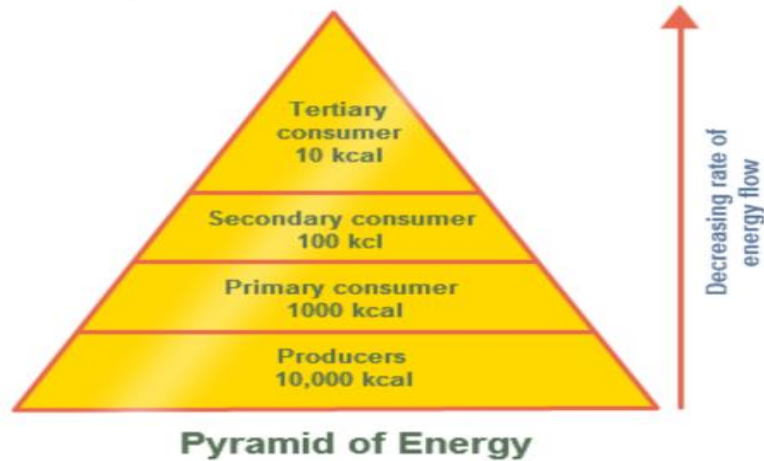 Tertiary
consumer
10 kcal
Secondary consumer
100 kcl
Primary consumer
1000 kcal
Producers
10,000 kcal
Decreasing rate of
energy flow
Pyramid of Energy